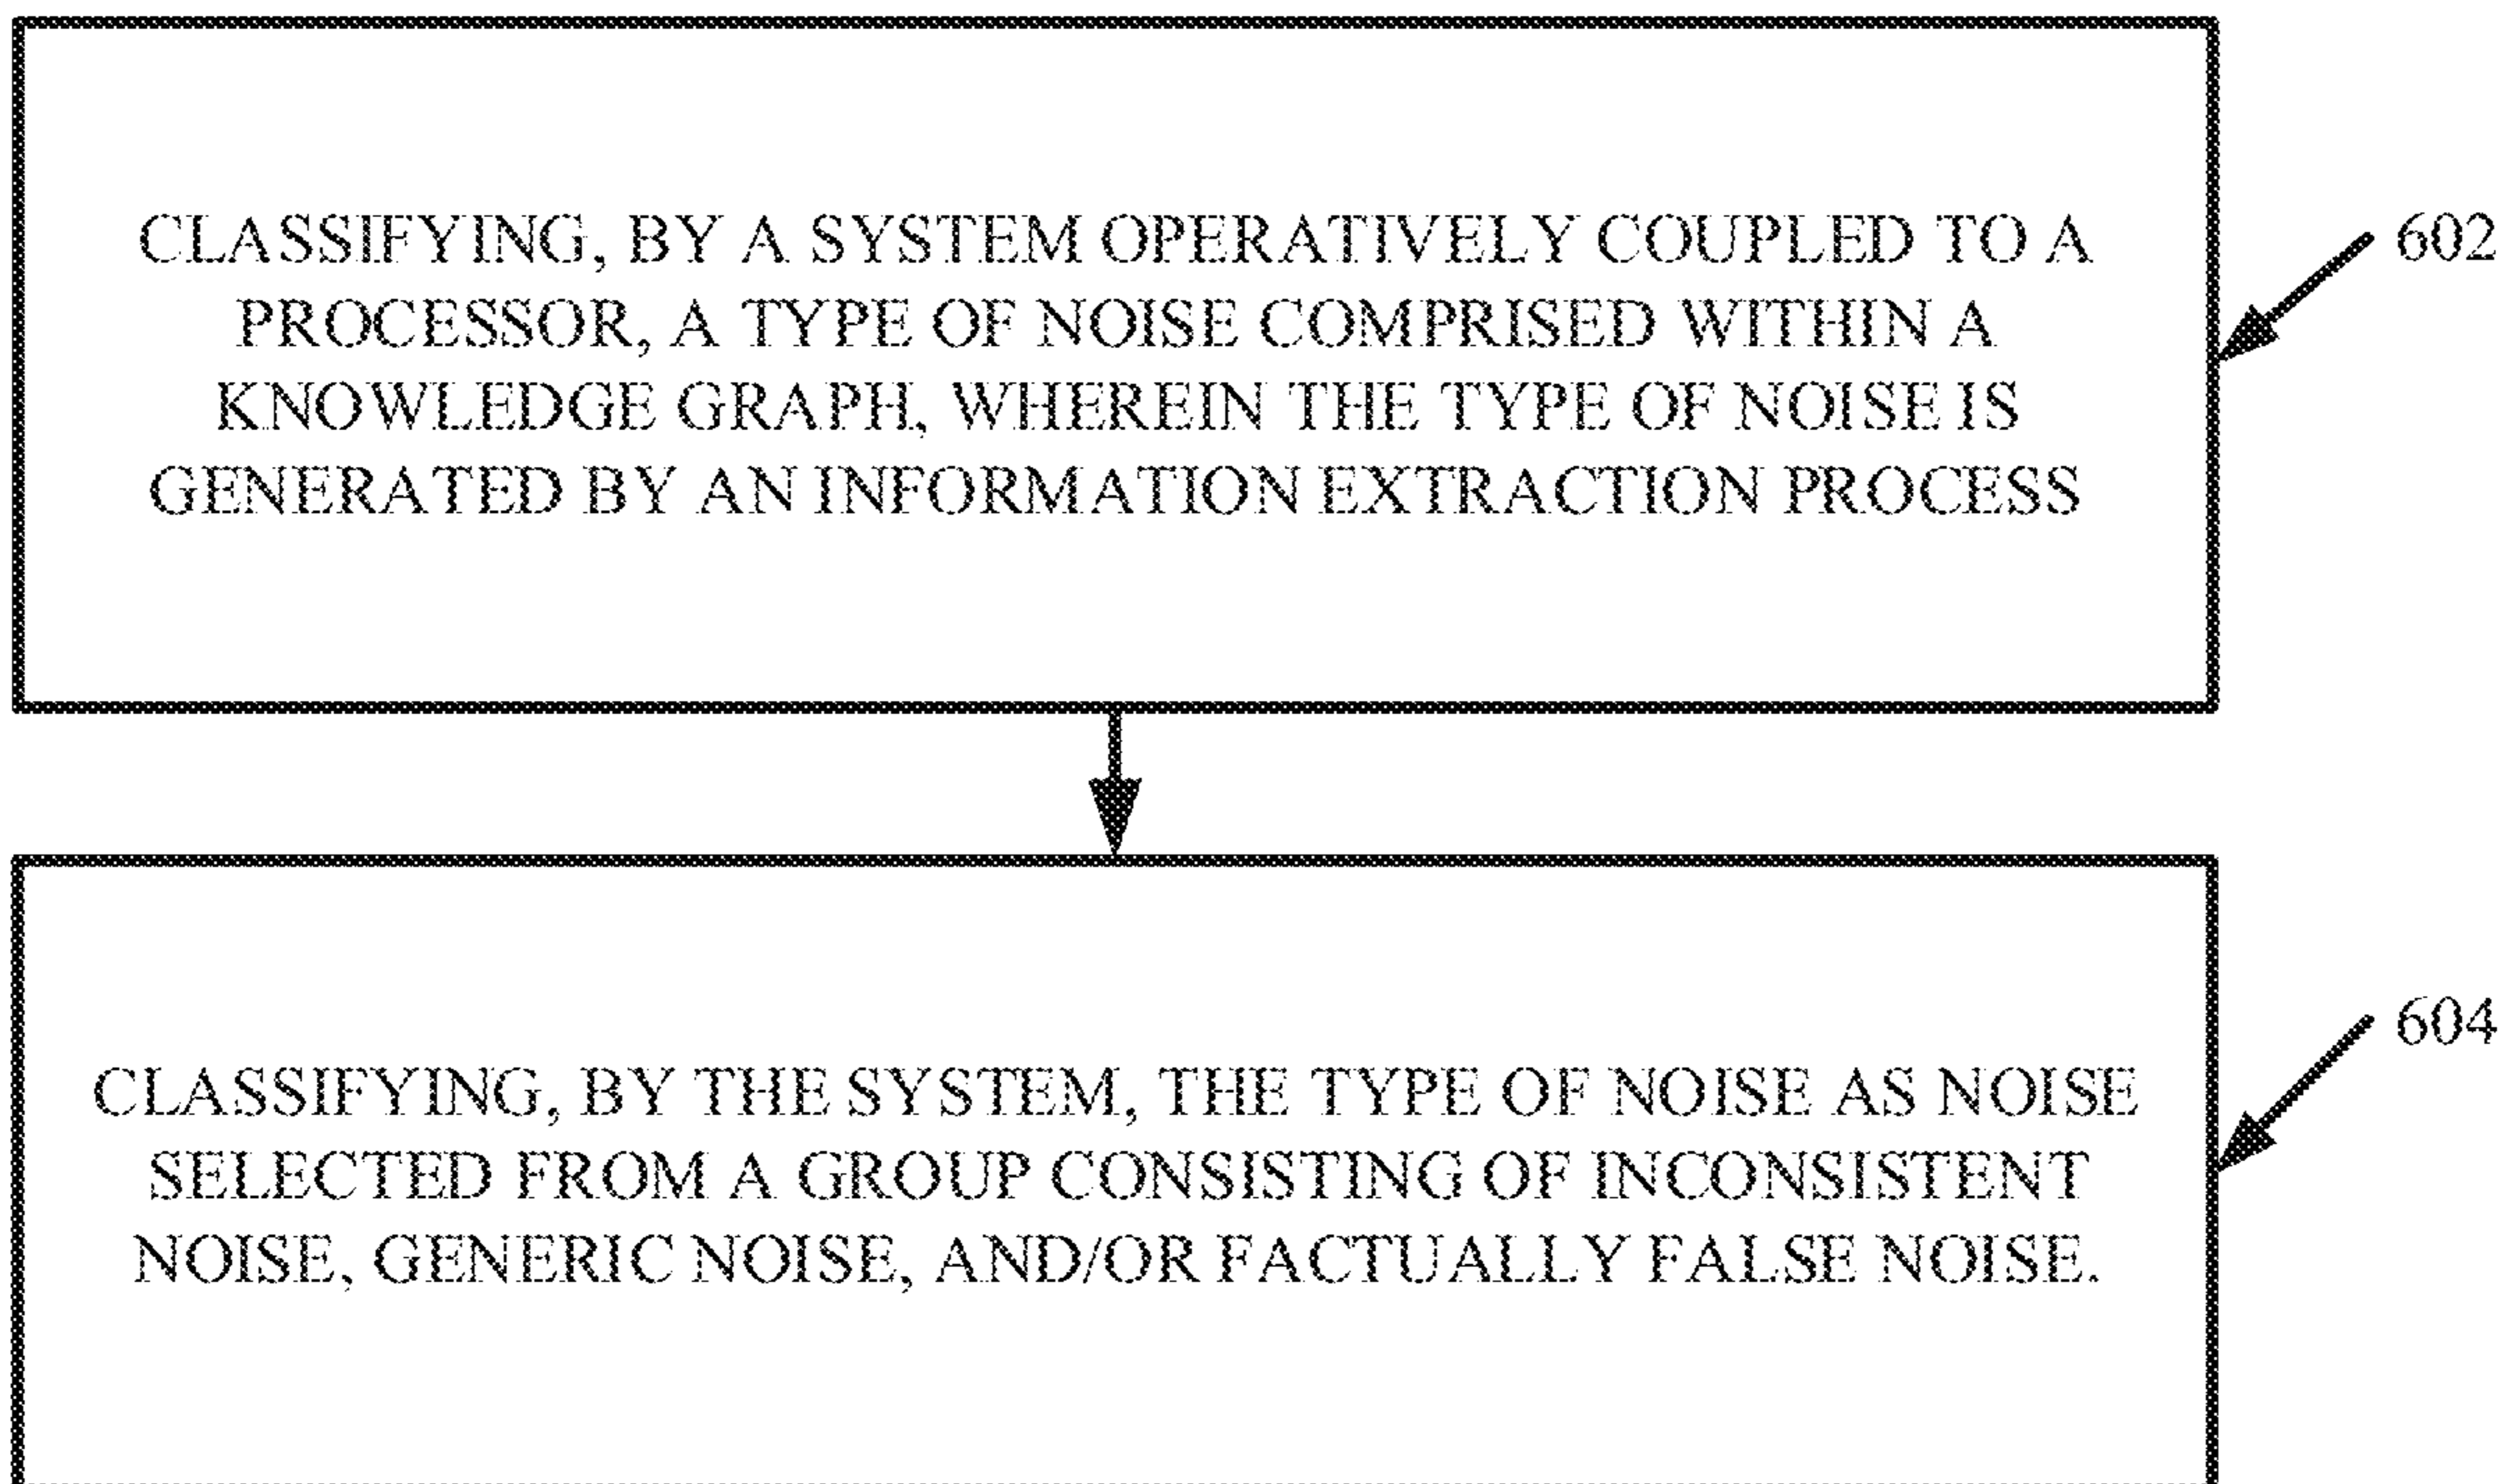 CLASSIFYING, BY A SYSTEM OPERATIVELY COUPLED TO A
PROCESSOR, A TYPE OF NOISE COMPRISED WITHIN A
KNOWLEDGE GRAPH, WHEREIN THE TYPE OF NOISE IS
GENERATED BY AN INFORMATION EXTRACTION PROCESS
602
CLASSIFYING, BY THE SYSTEM, THE TYPE OF NOISE AS NOISE
SELECTED FROM A GROUP CONSISTING OF INCONSISTENT
NOISE, GENERIC NOISE, AND/OR FACTUALLY FALSE NOISE.
604